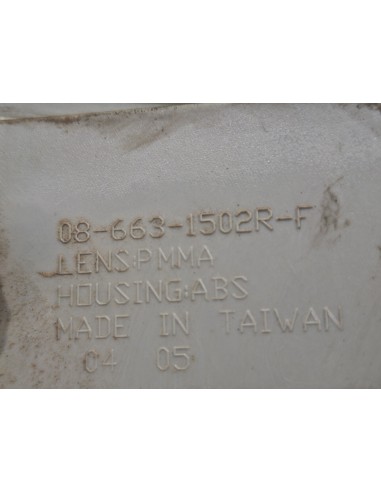 08-663-1502R-F
LENS:PMMA
HOUSING:ABS
MADE IN TAIWAN
04 05